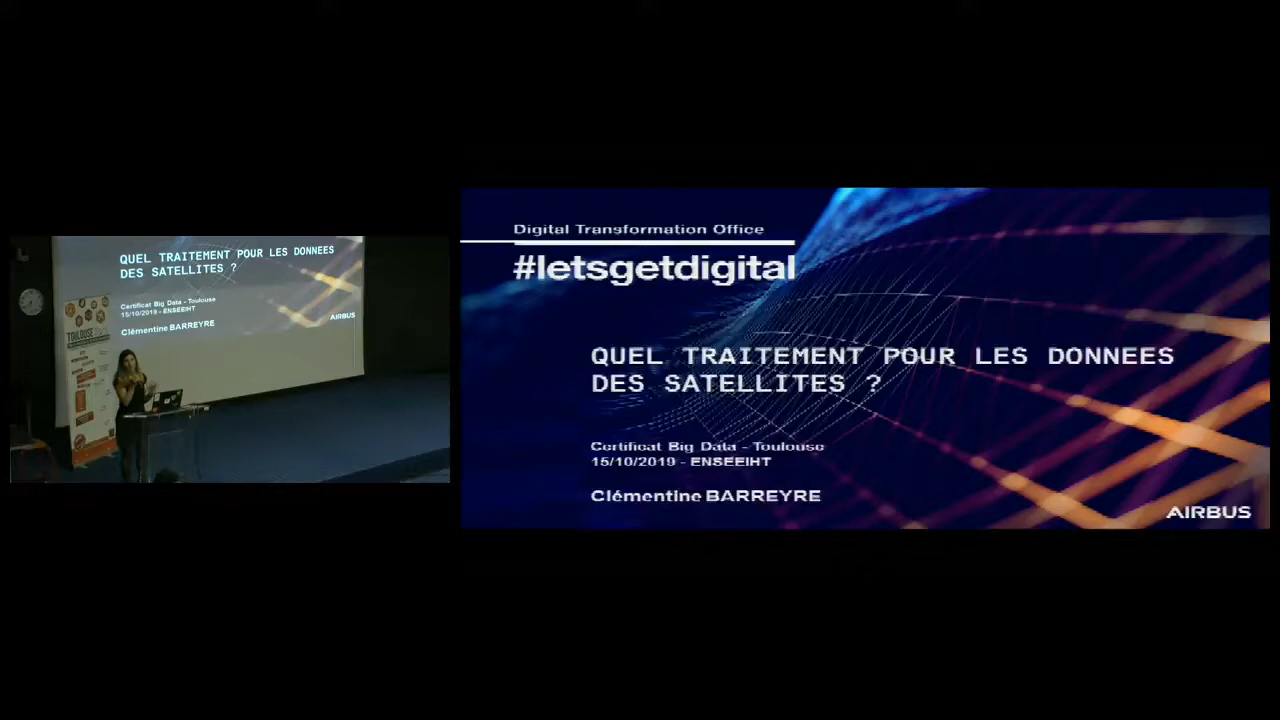 QUEL TRAITEMENT POUR LES DONNEES
DES SATELLITES ?
Certificat Big Data - Toulouse
15/10/2019 - ENSEEIHT
Clémentine BARREYRE
AIRBUS
TOULOUSE
Digital Transformation Office
#letsgetdigital
QUEL TRAITEMENT POUR LES DONNEES
DES SATELLITES ?
Certificat Big Data - Toulouse
15/10/2019 - ENSEEIHT
Clémentine BARREYRE
AIRBUS